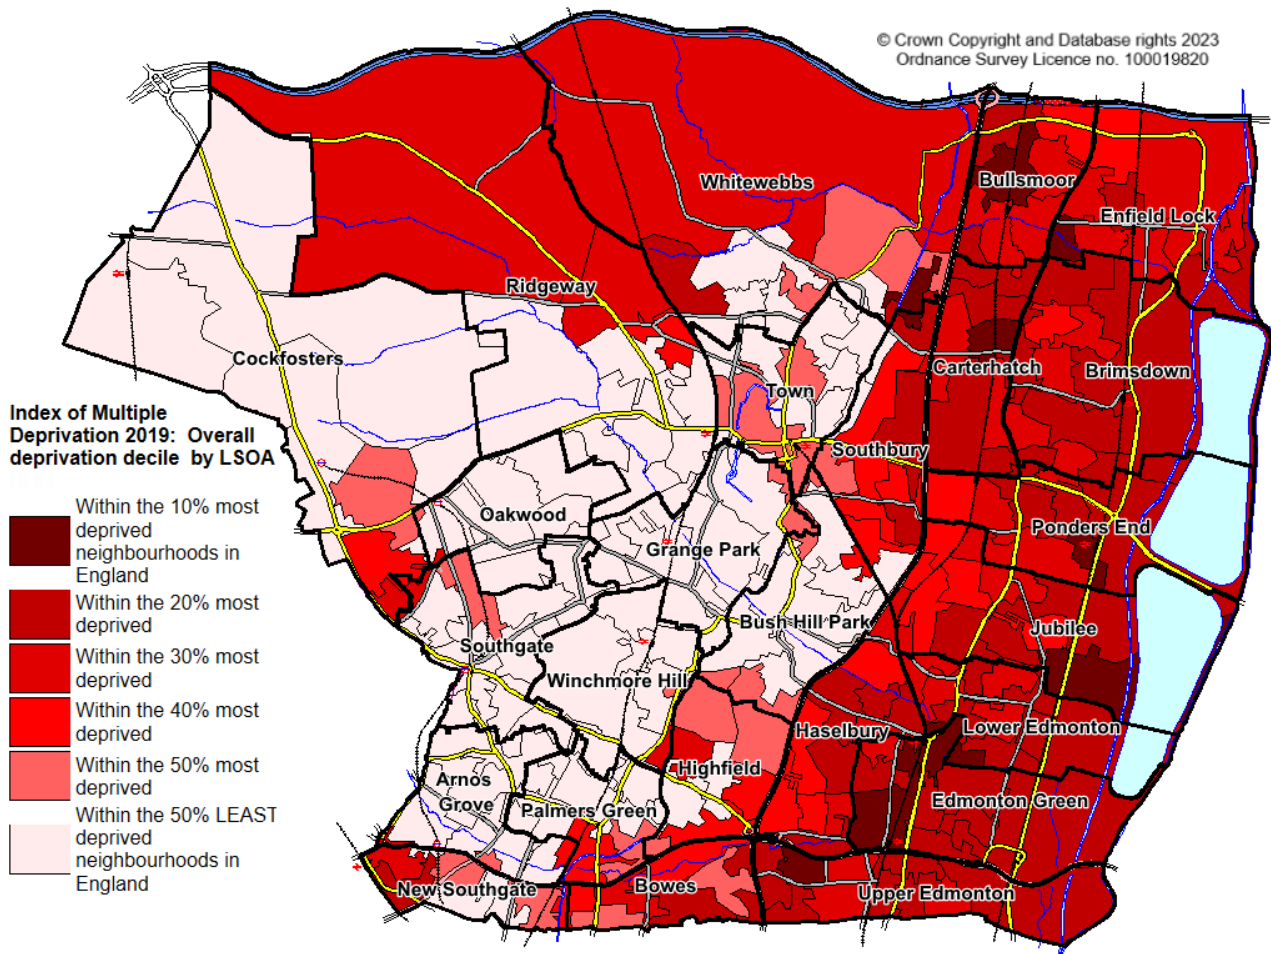 © Crown Copyright and Database rights 2023
Ordnance Survey Licence no. 100019820
Whitewebbs
Bullsmoor
Enfield Lock
Ridgeway
Cockfosters
Carterhatch
Brimsdown
Town
Southbury
Oakwood
Ponders End
Grange Park
Bush Hill Park
Jubilee
Southgate
Winchmore Hill
Haselbury
Lower Edmonton
Highfield
Arnos
Grove
Palmers Green
Edmonton Green
New Southgate
Bowes
Upper Edmonton
Index of Multiple
Deprivation 2019: Overall
deprivation decile by LSOA
Within the 10% most
deprived
neighbourhoods in
England
Within the 20% most
deprived
Within the 30% most
deprived
Within the 40% most
deprived
Within the 50% most
deprived
Within the 50% LEAST
deprived
neighbourhoods in
England